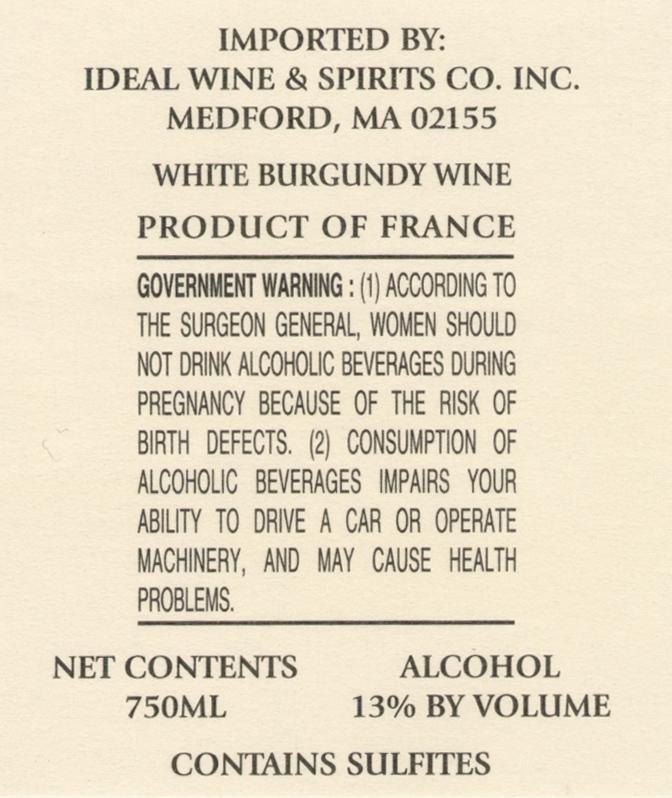 IMPORTED BY:
IDEAL WINE & SPIRITS CO. INC.
MEDFORD, MA 02155
WHITE BURGUNDY WINE
PRODUCT OF FRANCE
GOVERNMENT WARNING : (1) ACCORDING TO
THE SURGEON GENERAL, WOMEN SHOULD
NOT DRINK ALCOHOLIC BEVERAGES DURING
PREGNANCY BECAUSE OF THE RISK OF
BIRTH DEFECTS. (2) CONSUMPTION OF
ALCOHOLIC BEVERAGES IMPAIRS YOUR
ABILITY TO DRIVE A CAR OR OPERATE
MACHINERY, AND MAY CAUSE HEALTH
PROBLEMS.
NET CONTENTS ALCOHOL
750ML 13% BY VOLUME
CONTAINS SULFITES